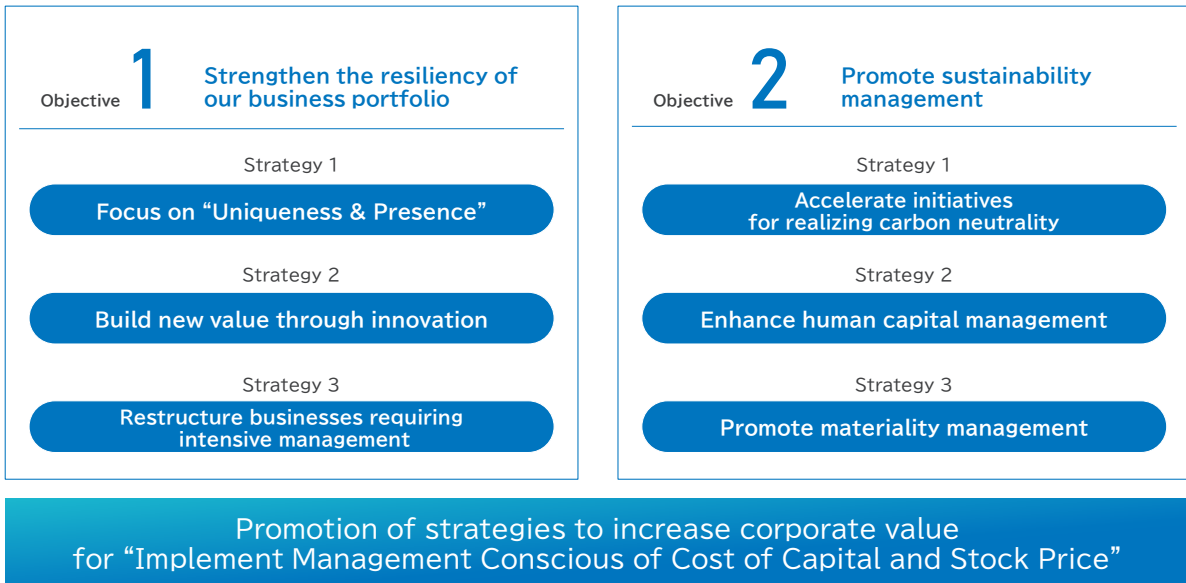 Objective 1 Strengthen the resiliency of
our business portfolio
Strategy 1
Focus on “Uniqueness & Presence”
Strategy 2
Build new value through innovation
Strategy 3
Restructure businesses requiring
intensive management
Objective 2 Promote sustainability
management
Strategy 1
Accelerate initiatives
for realizing carbon neutrality
Strategy 2
Enhance human capital management
Strategy 3
Promote materiality management
Promotion of strategies to increase corporate value
for “Implement Management Conscious of Cost of Capital and Stock Price”